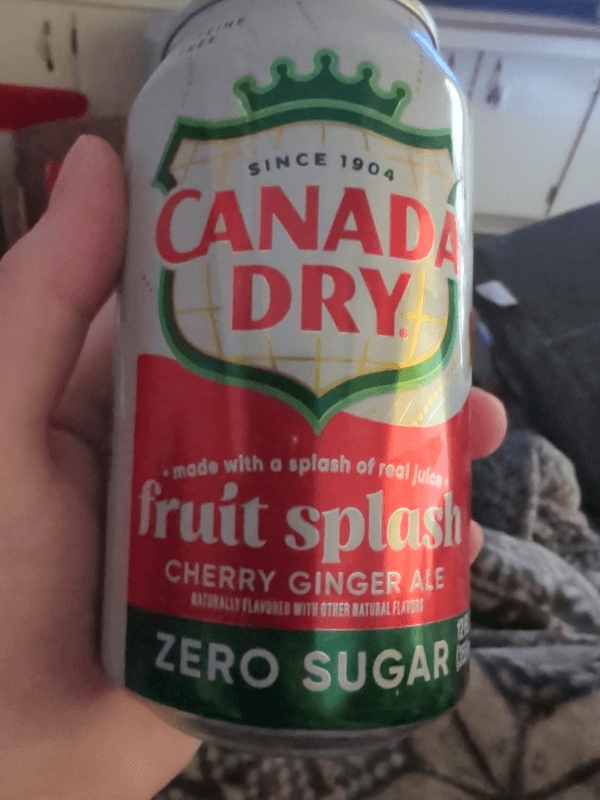 SINCE 1904
CANADA
DRY
made with a splash of real juice
fruit splash
CHERRY GINGER ALE
NATURALLY FLAVORED WITH OTHER NATURAL FLAVORS
ZERO SUGAR